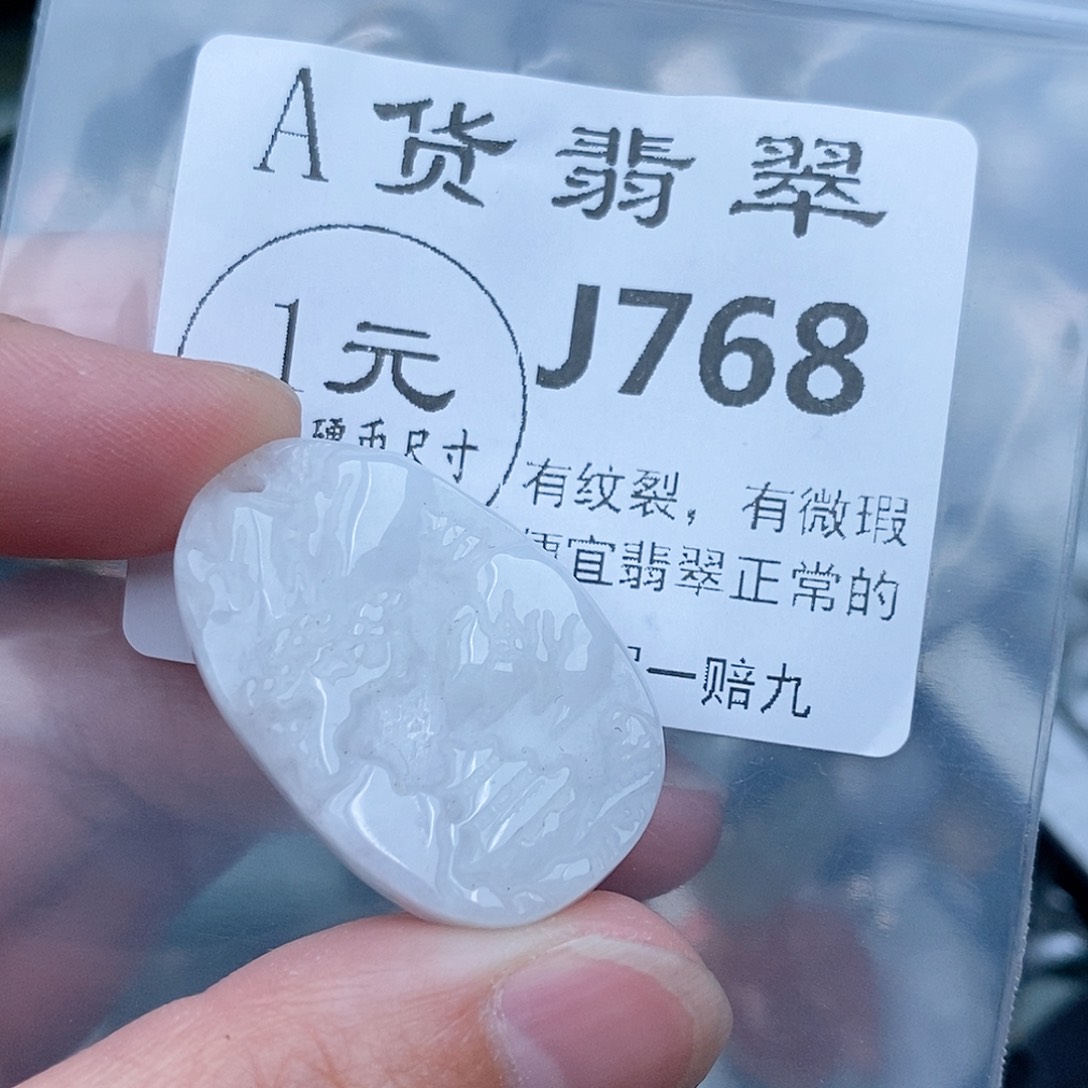 A货翡翠
1元
硬币尺寸
J768
有纹裂，有微瑕
宜翡翠正常的
一赔九